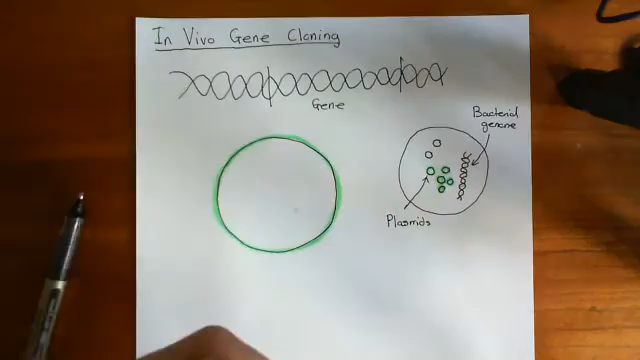 In Vivo Gene Cloning
Gene
Bacterial
genome
Plasmids